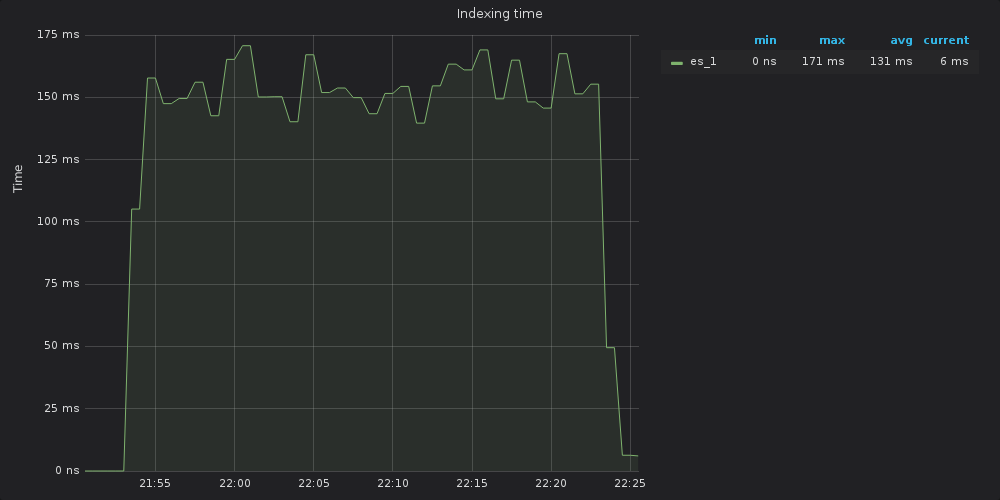 Indexing time
175 ms
150 ms
125 ms
100 ms
75 ms
50 ms
25 ms
0 ns
Time
21:55 22:00 22:05 22:10 22:15 22:20 22:25
min max avg current
es_1 0 ns 171 ms 131 ms 6 ms